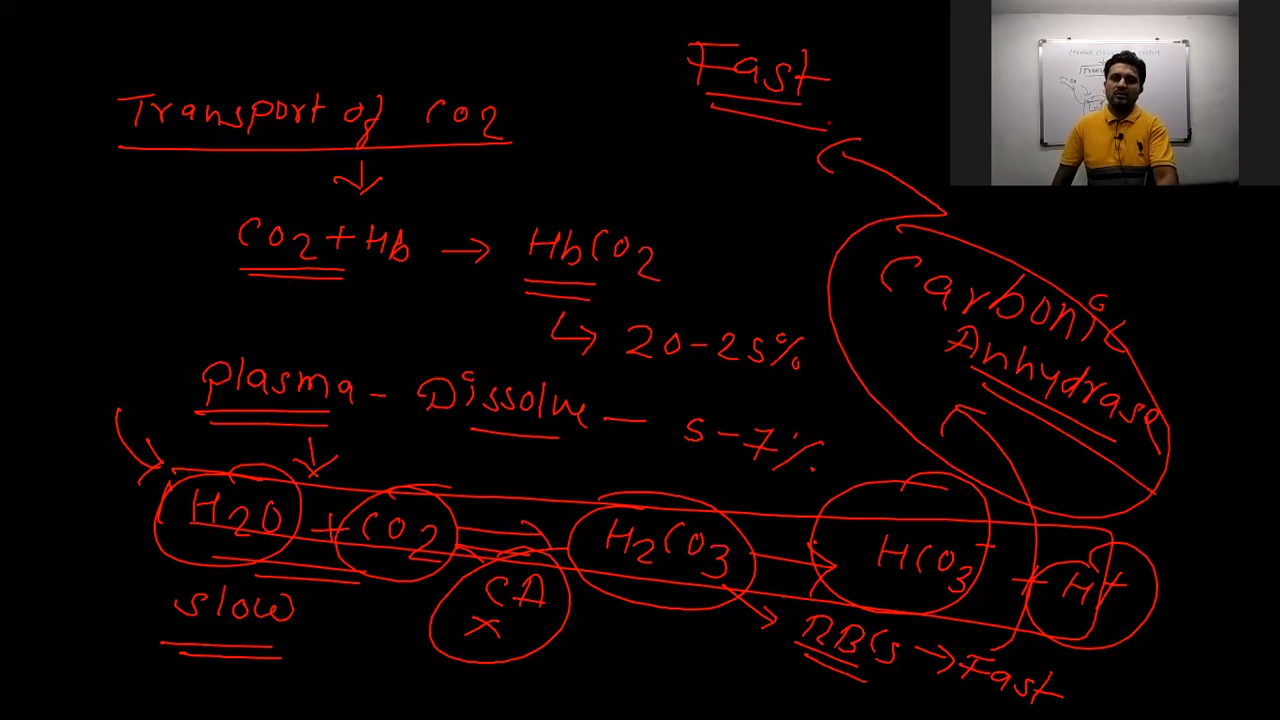 Fast
Transport of CO2
CO2 + Hb → HbCO2
↳ 20-25%
Carbonic
Anhydrase
plasma - Dissolve - 5-7%
H2O + CO2 ⇒ H2CO3 → HCO3⁻ + H+
CA
x
slow
RBCs → Fast